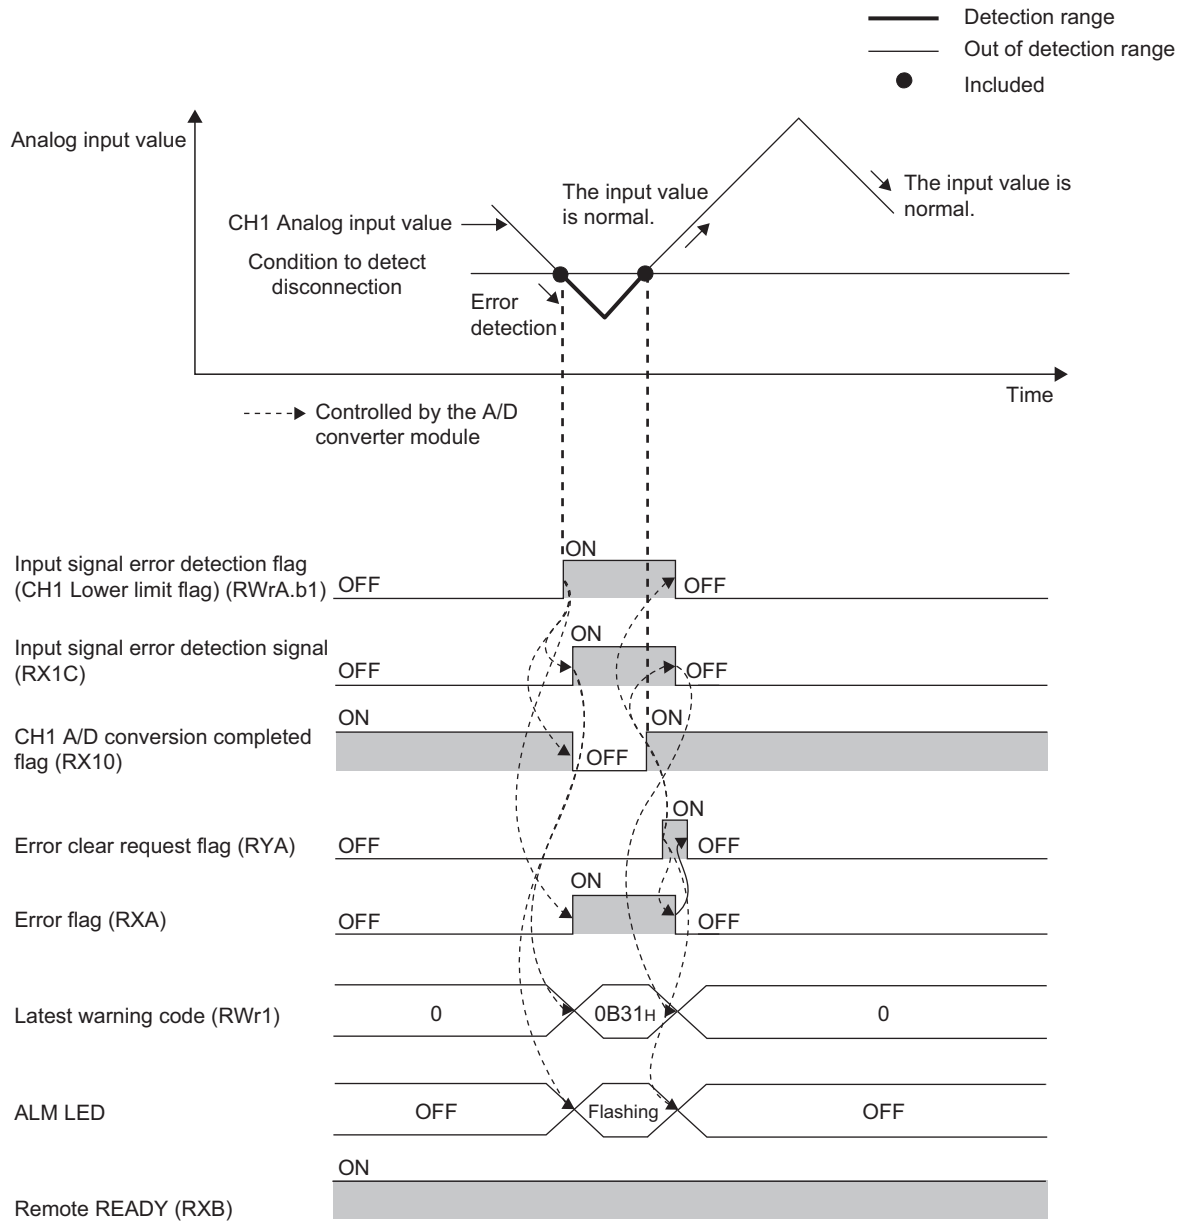 Detection range
Out of detection range
Included
Analog input value
The input value
is normal.
The input value is
normal.
CH1 Analog input value
Condition to detect
disconnection
Error
detection
Time
Controlled by the A/D
converter module
Input signal error detection flag
(CH1 Lower limit flag) (RWrA.b1)
OFF
ON
OFF
Input signal error detection signal
(RX1C)
OFF
ON
OFF
CH1 A/D conversion completed
flag (RX10)
ON
OFF
ON
Error clear request flag (RYA)
OFF
ON
OFF
Error flag (RXA)
OFF
ON
OFF
Latest warning code (RWr1)
0
0B31H
0
ALM LED
OFF
Flashing
OFF
Remote READY (RXB)
ON